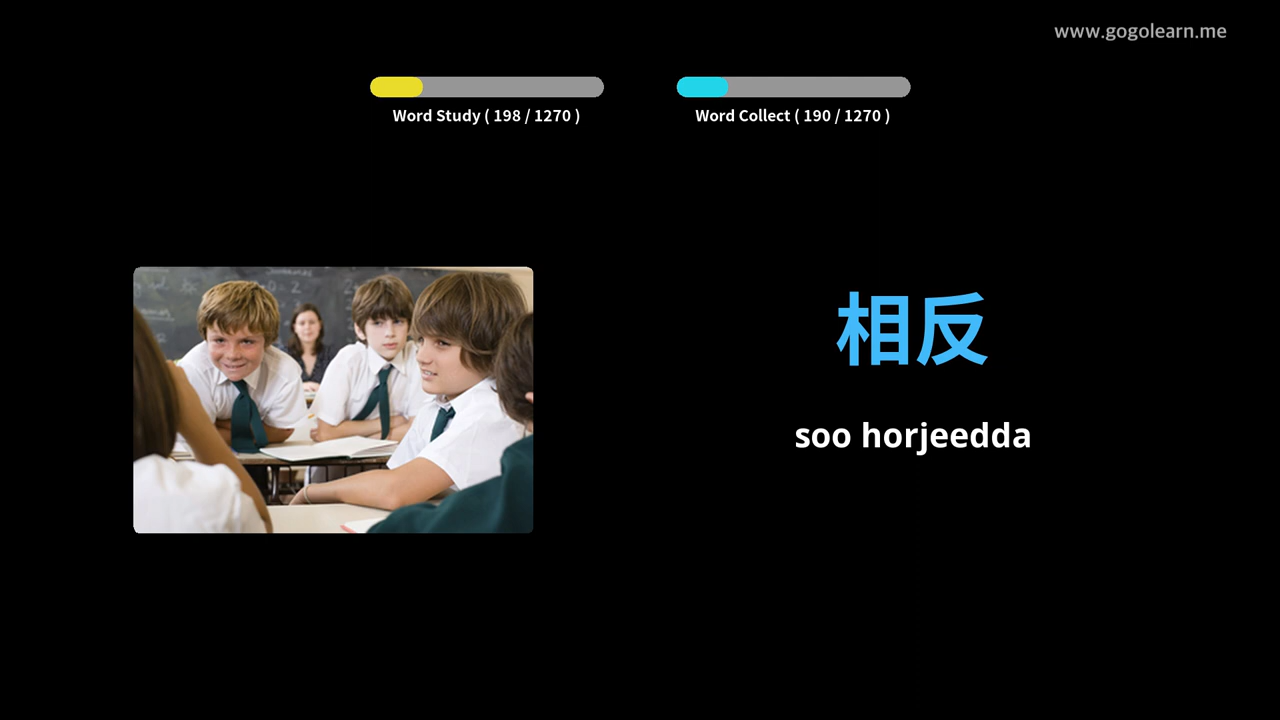 www.gogolearn.me
Word Study ( 198 / 1270 )
Word Collect ( 190 / 1270 )
相反
soo horjeedda